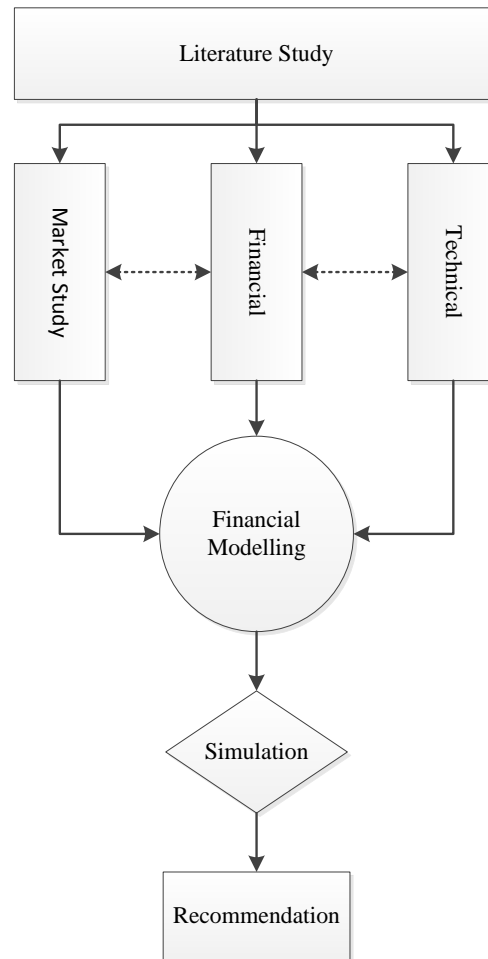 Literature Study
Market Study
Financial
Technical
Financial
Modelling
Simulation
Recommendation